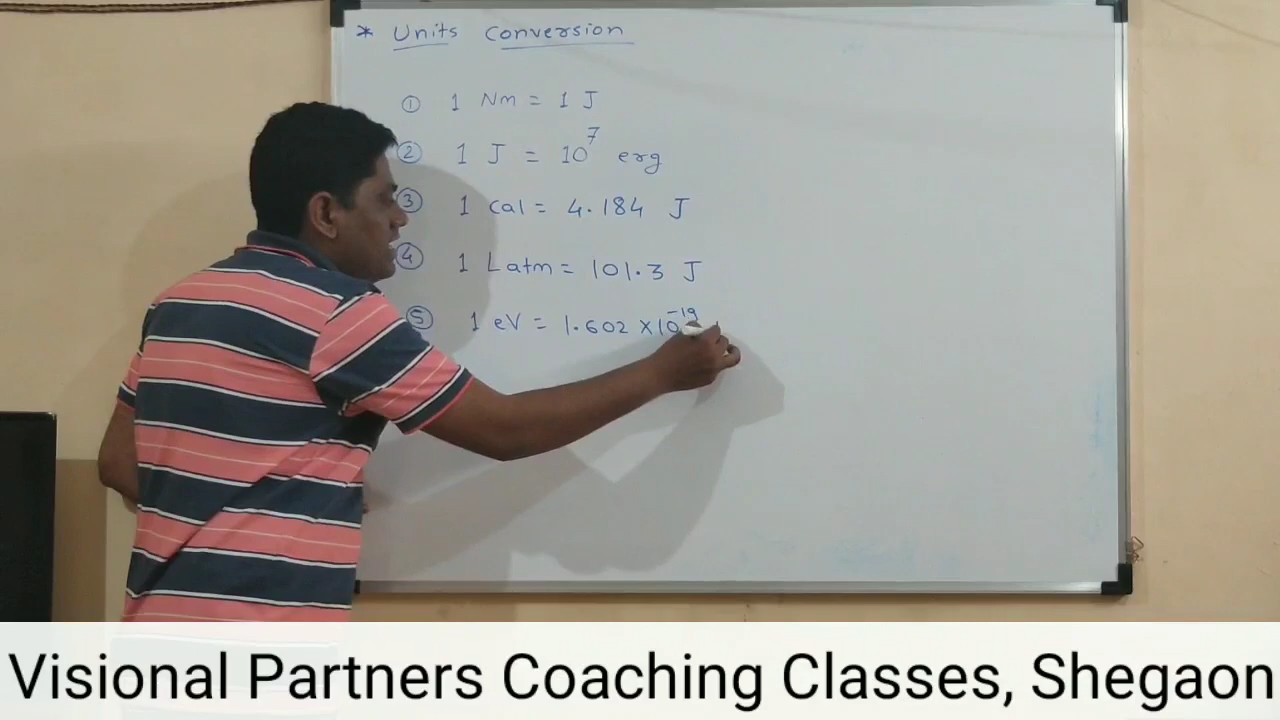 * Units Conversion
① 1 Nm = 1 J
② 1 J = 10⁷ erg
③ 1 Cal = 4.184 J
④ 1 L atm = 101.3 J
⑤ 1 eV = 1.602 × 10⁻¹⁹
Visional Partners Coaching Classes, Shegaon